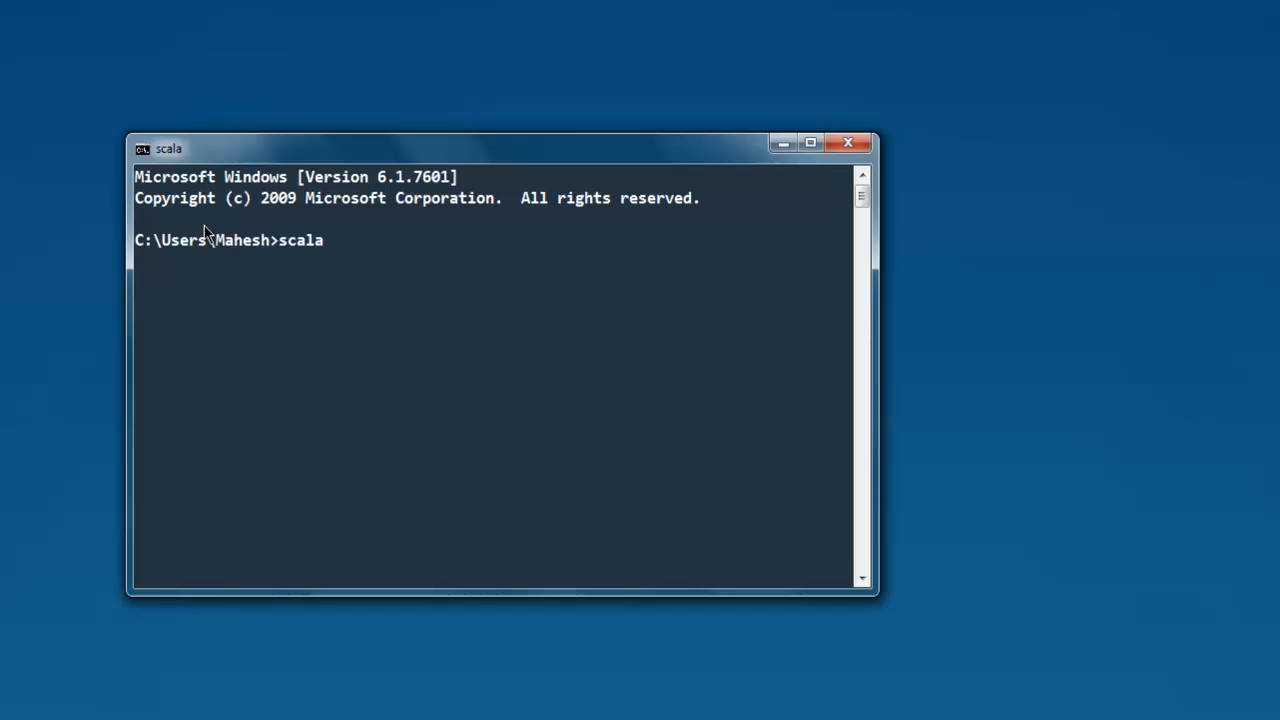 scala
Microsoft Windows [Version 6.1.7601]
Copyright (c) 2009 Microsoft Corporation.  All rights reserved.
C:\Users\Mahesh>scala